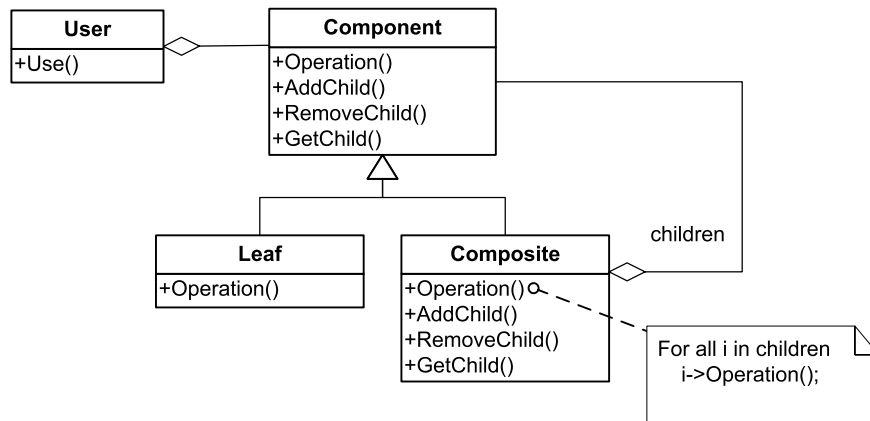 User
+Use()
Component
+Operation()
+AddChild()
+RemoveChild()
+GetChild()
Leaf
+Operation()
Composite
+Operation()
+AddChild()
+RemoveChild()
+GetChild()
children
For all i in children
i->Operation();